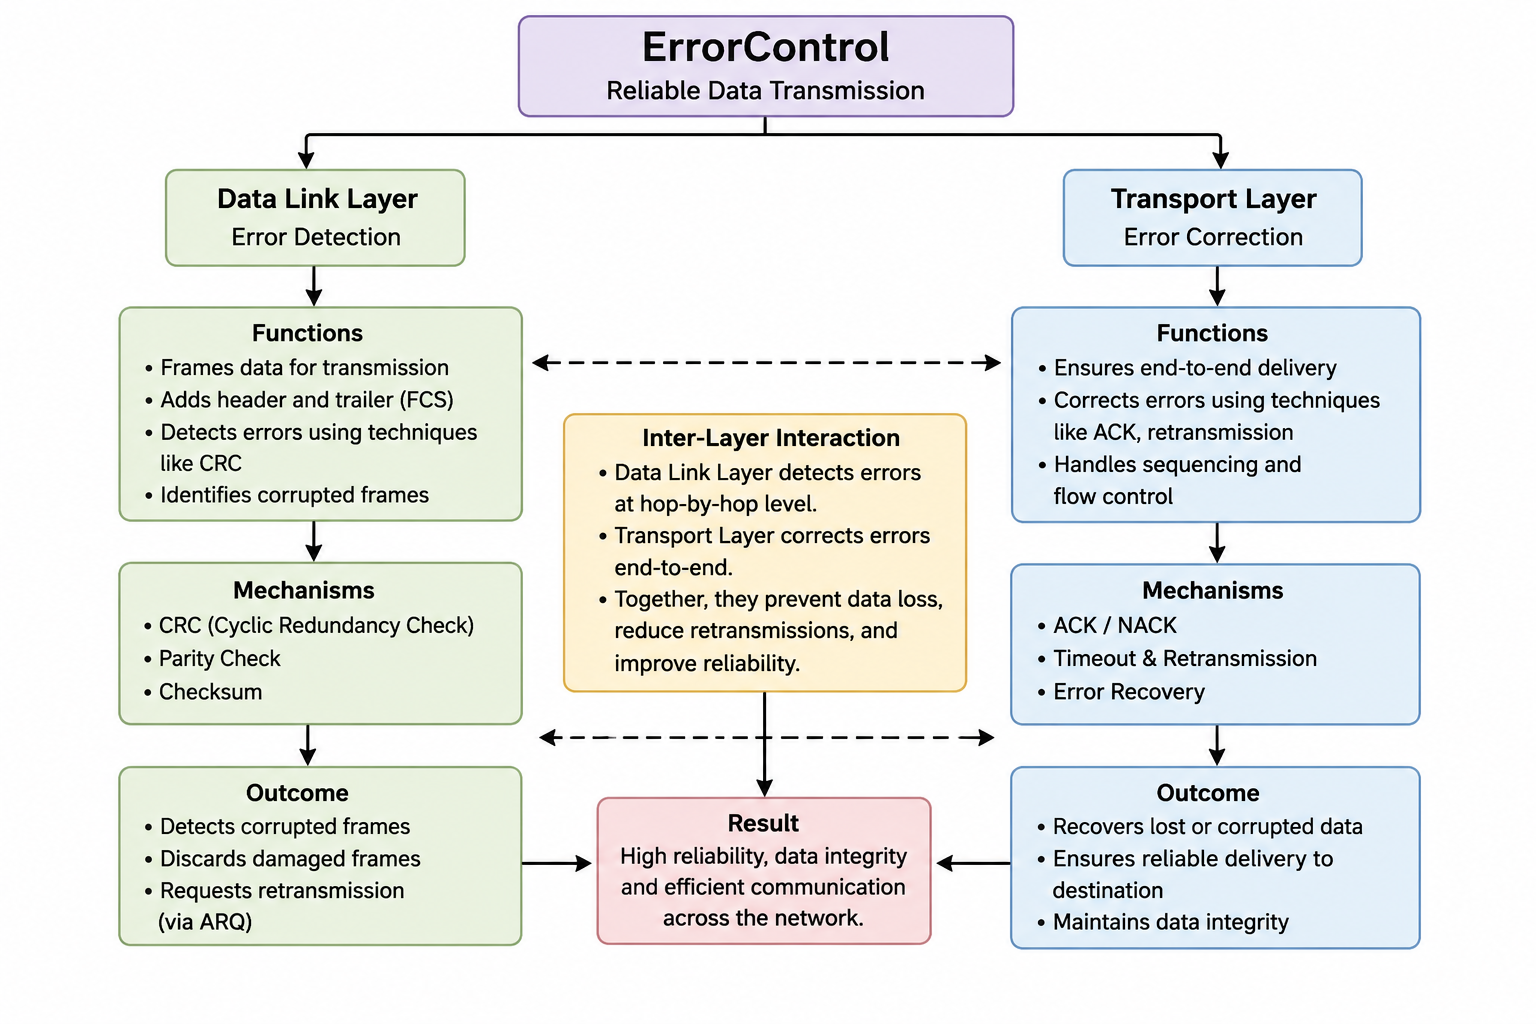 ErrorControl
Reliable Data Transmission
Data Link Layer
Error Detection
Transport Layer
Error Correction
Functions
• Frames data for transmission
• Adds header and trailer (FCS)
• Detects errors using techniques
like CRC
• Identifies corrupted frames
Functions
• Ensures end-to-end delivery
• Corrects errors using techniques
like ACK, retransmission
• Handles sequencing and
flow control
Inter-Layer Interaction
• Data Link Layer detects errors
at hop-by-hop level.
• Transport Layer corrects errors
end-to-end.
• Together, they prevent data loss,
reduce retransmissions, and
improve reliability.
Mechanisms
• CRC (Cyclic Redundancy Check)
• Parity Check
• Checksum
Mechanisms
• ACK / NACK
• Timeout & Retransmission
• Error Recovery
Outcome
• Detects corrupted frames
• Discards damaged frames
• Requests retransmission
(via ARQ)
Result
High reliability, data integrity
and efficient communication
across the network.
Outcome
• Recovers lost or corrupted data
• Ensures reliable delivery to
destination
• Maintains data integrity